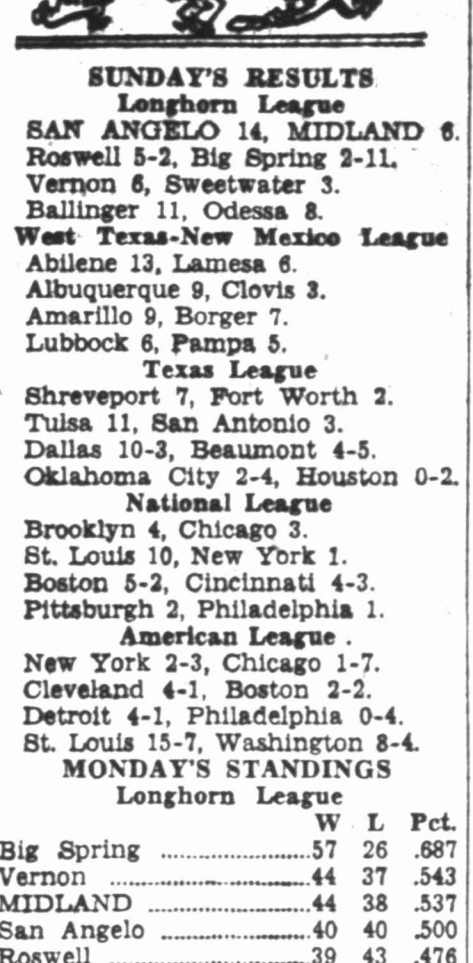 SUNDAY'S RESULTS
Longhorn League
SAN ANGELO 14, MIDLAND 6.
Roswell 5-2, Big Spring 2-11.
Vernon 6, Sweetwater 3.
Ballinger 11, Odessa 8.
West Texas-New Mexico League
Abilene 13, Lamesa 6.
Albuquerque 9, Clovis 3.
Amarillo 9, Borger 7.
Lubbock 6, Pampa 5.
Texas League
Shreveport 7, Fort Worth 2.
Tulsa 11, San Antonio 3.
Dallas 10-3, Beaumont 4-5.
Oklahoma City 2-4, Houston 0-2.
National League
Brooklyn 4, Chicago 3.
St. Louis 10, New York 1.
Boston 5-2, Cincinnati 4-3.
Pittsburgh 2, Philadelphia 1.
American League .
New York 2-3, Chicago 1-7.
Cleveland 4-1, Boston 2-2.
Detroit 4-1, Philadelphia 0-4.
St. Louis 15-7, Washington 8-4.
MONDAY'S STANDINGS
Longhorn League
W L Pct.
Big Spring ........................57 26 .687
Vernon ................................44 37 .543
MIDLAND ..........................44 38 .537
San Angelo ........................40 40 .500
Roswell ................................39 43 .476